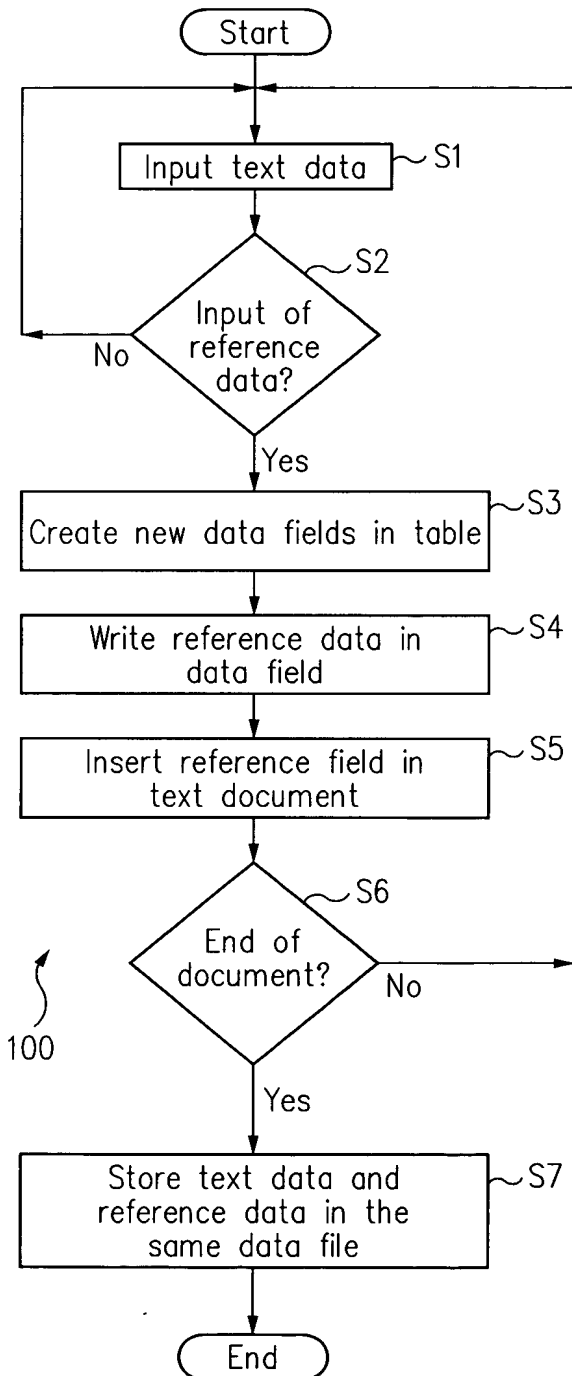 Start
Input text data
S1
S2
Input of
reference
data?
No
Yes
S3
Create new data fields in table
S4
Write reference data in
data field
S5
Insert reference field in
text document
S6
End of
document?
No
100
Yes
S7
Store text data and
reference data in the
same data file
End